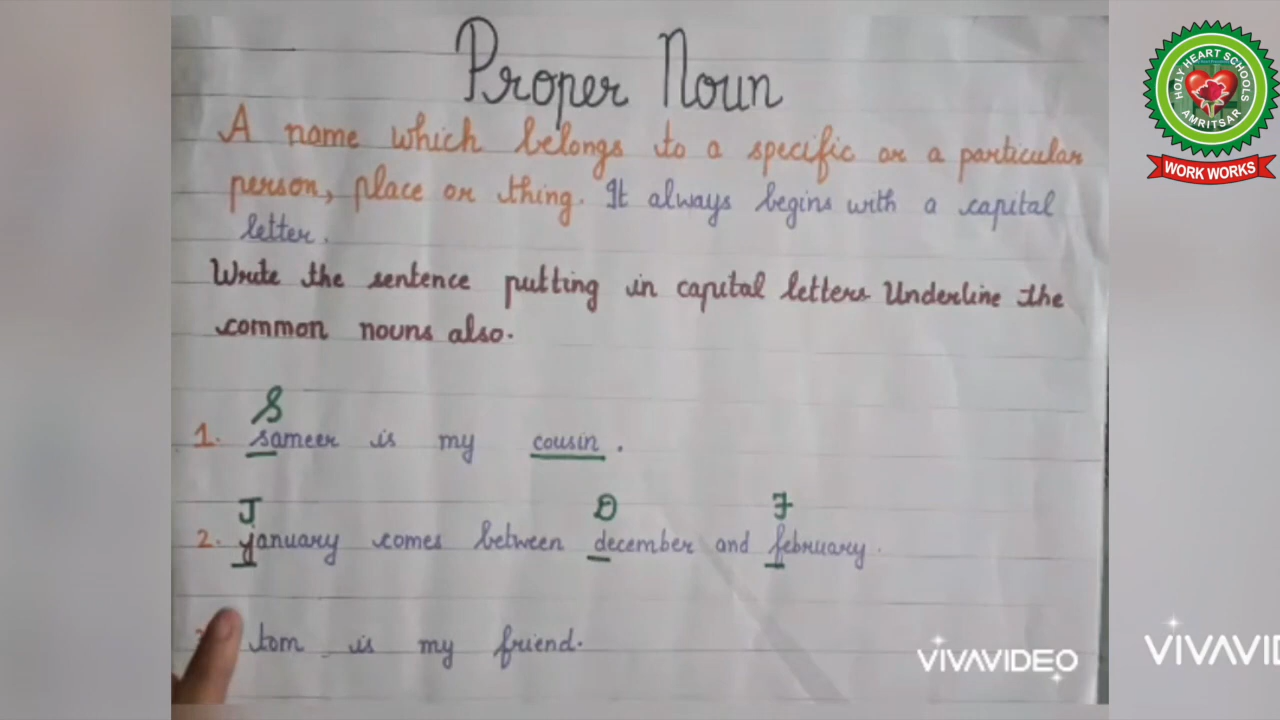 Proper Noun
A name which belongs to a specific or a particular
person, place or thing. It always begins with a capital
letter.
Write the sentence putting in capital letters. Underline the
common nouns also.
S
1. sameer is my cousin.
J D F
2. january comes between december and february.
tom is my friend.
HOLY HEART SCHOOLS
AMRITSAR
WORK WORKS
VIVAVIDEO
VIVAVID